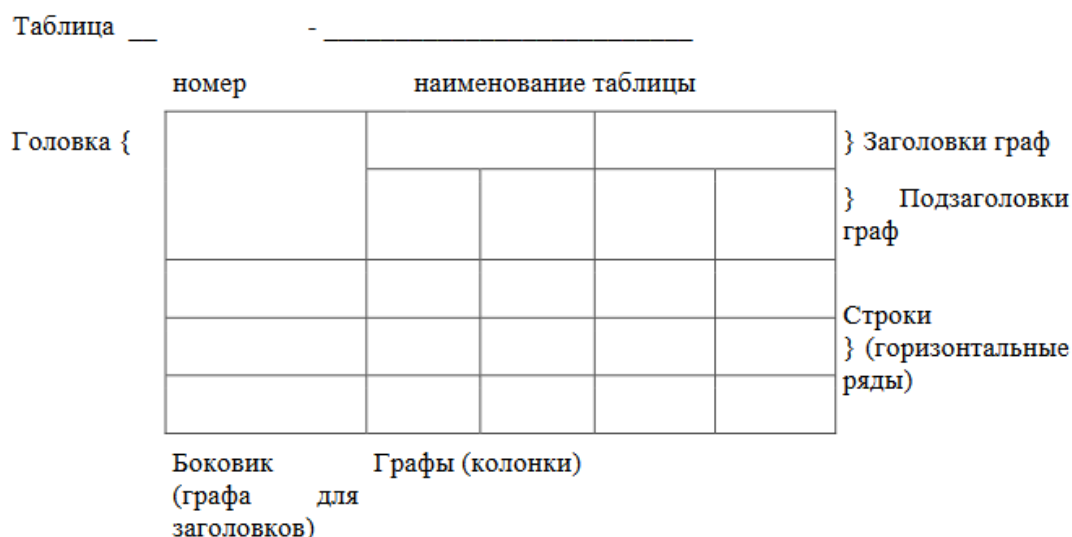 Таблица __ - __________________________
номер наименование таблицы
Головка { } Заголовки граф
} Подзаголовки
граф
Строки
} (горизонтальные
ряды)
Боковик Графы (колонки)
(графа для
заголовков)